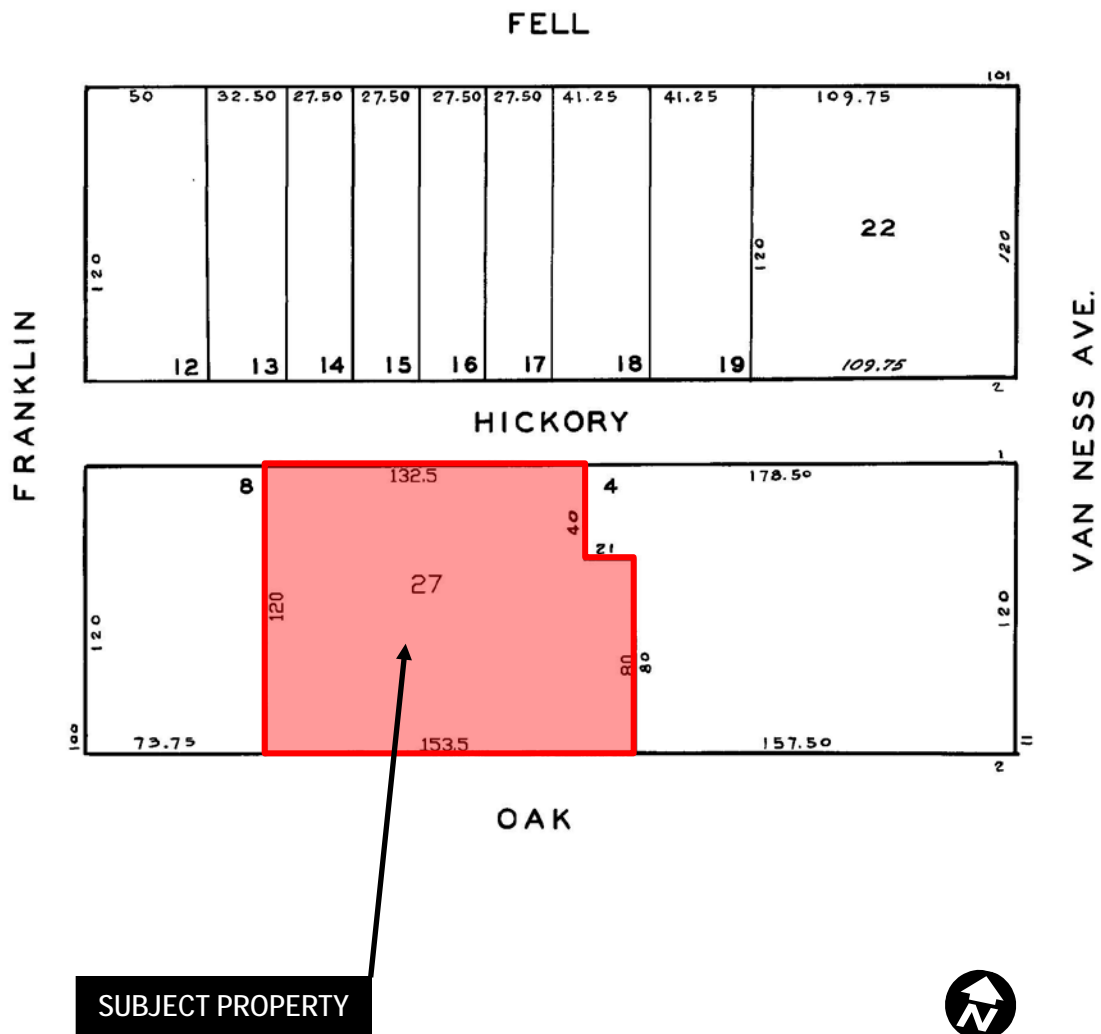 FELL
101
50 32.50 27.50 27.50 27.50 27.50 41.25 41.25 109.75
22
120 120 120
12 13 14 15 16 17 18 19 109.75
2
FRANKLIN
HICKORY
VAN NESS AVE.
1
8 132.5 4 178.50
40
21
27
120 120 80 80 120
100 73.75 153.5 157.50 11
2
OAK
SUBJECT PROPERTY
N